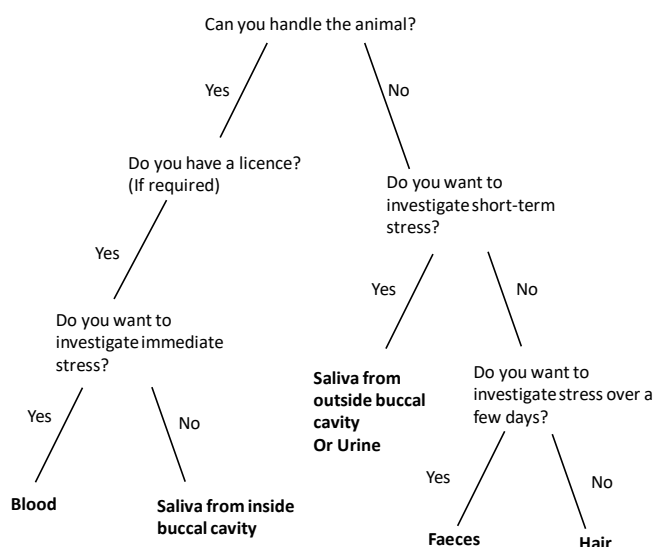 Can you handle the animal?
Yes
No
Do you have a licence?
(If required)
Do you want to
investigate short-term
stress?
Yes
Yes
No
Do you want to
investigate immediate
stress?
Saliva from
outside buccal
cavity
Or Urine
Do you want to
investigate stress over a
few days?
Yes
No
Yes
No
Blood
Saliva from inside
buccal cavity
Faeces
Hair